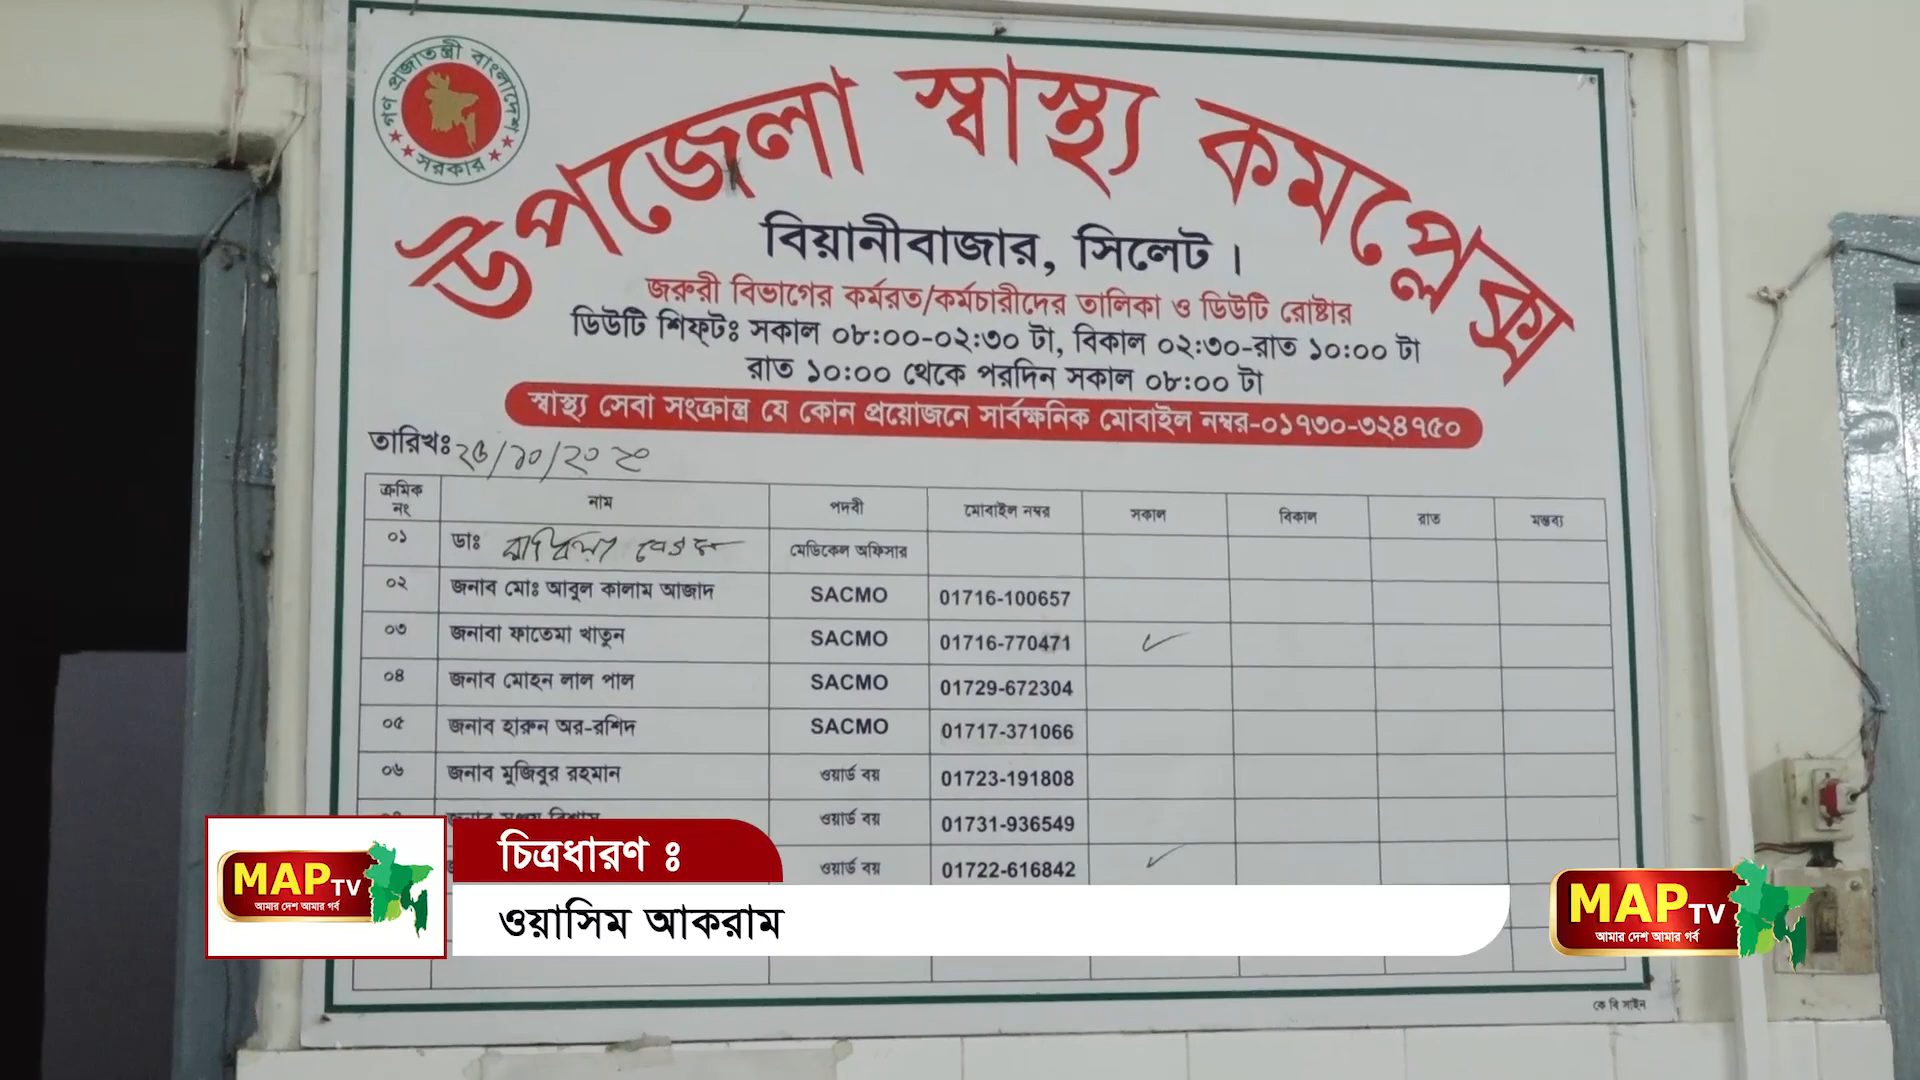 গণ প্রজাতন্ত্রী বাংলাদেশ
সরকার
উপজেলা স্বাস্থ্য কমপ্লেক্স
বিয়ানীবাজার, সিলেট।
জরুরী বিভাগের কর্মরত/কর্মচারীদের তালিকা ও ডিউটি রোষ্টার
ডিউটি শিফ্টঃ সকাল ০৮:০০-০২:৩০ টা, বিকাল ০২:৩০-রাত ১০:০০ টা
রাত ১০:০০ থেকে পরদিন সকাল ০৮:০০ টা
স্বাস্থ্য সেবা সংক্রান্ত যে কোন প্রয়োজনে সার্বক্ষনিক মোবাইল নম্বর-০১৭৩০-৩২৪৭৫০
তারিখঃ
ক্রমিক নং নাম পদবী মোবাইল নম্বর সকাল বিকাল রাত মন্তব্য
০১ ডাঃ মেডিকেল অফিসার
০২ জনাব মোঃ আবুল কালাম আজাদ SACMO 01716-100657
০৩ জনাবা ফাতেমা খাতুন SACMO 01716-770471
০৪ জনাব মোহন লাল পাল SACMO 01729-672304
০৫ জনাব হারুন অর-রশিদ SACMO 01717-371066
০৬ জনাব মুজিবুর রহমান ওয়ার্ড বয় 01723-191808
ওয়ার্ড বয় 01731-936549
ওয়ার্ড বয় 01722-616842
কে বি সাইন
MAP TV
আমার দেশ আমার গর্ব
চিত্রধারণ ঃ
ওয়াসিম আকরাম
MAP TV
আমার দেশ আমার গর্ব